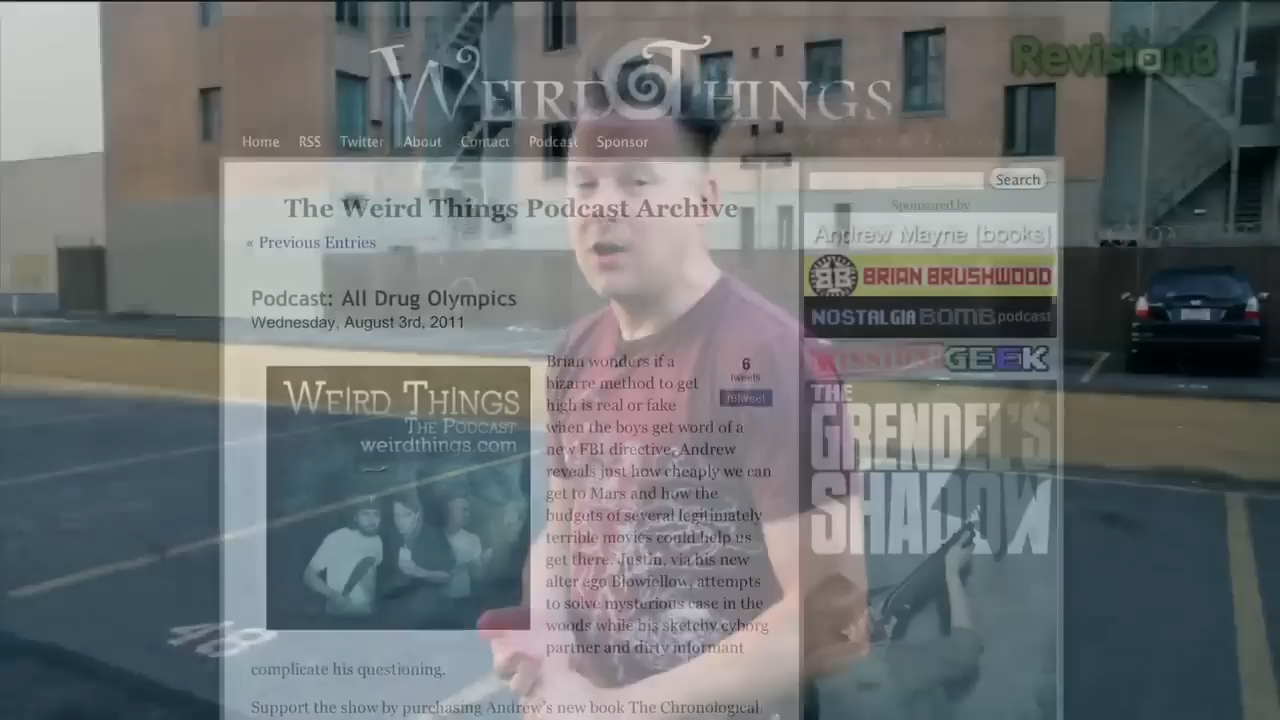 Revision3
WEIRD THINGS
Home RSS Twitter About Contact Podcast Sponsor
Search
The Weird Things Podcast Archive
Sponsored by
« Previous Entries
Andrew Mayne [books]
BRIAN BRUSHWOOD
Podcast: All Drug Olympics
Wednesday, August 3rd, 2011
NOSTALGIA BOMB podcast
GEEK
WEIRD THINGS
THE PODCAST
weirdthings.com
Brian wonders if a
bizarre method to get
high is real or fake
when the boys get word of a
new FBI directive, Andrew
reveals just how cheaply we can
get to Mars and how the
budgets of several legitimately
terrible movies could help us
get there. Justin, via his new
alter ego Blowiellow, attempts
to solve mysterious case in the
woods while his sketchy cyborg
partner and dirty informant
complicate his questioning.
6
tweets
retweet
THE
GRENDEL'S
SHADOW
Support the show by purchasing Andrew's new book The Chronological
48